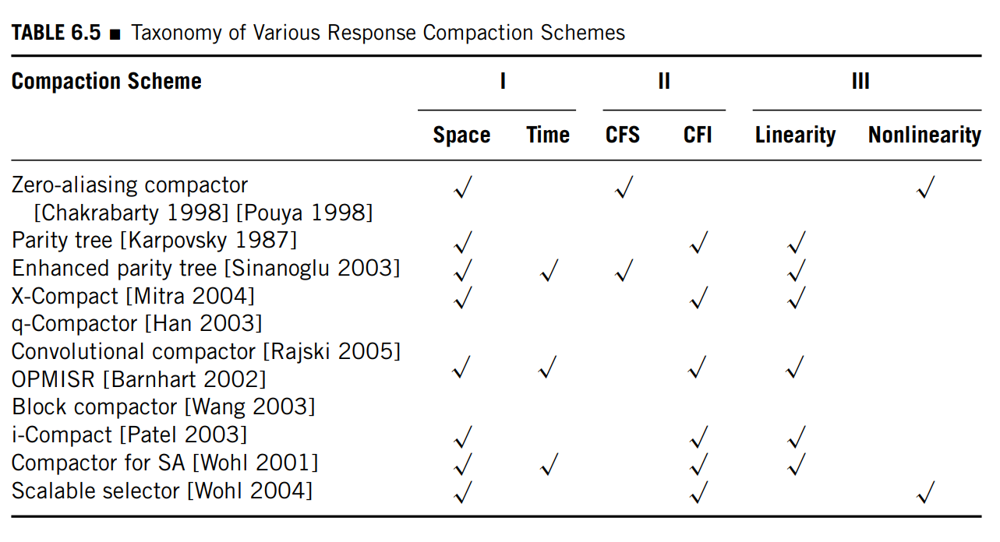 TABLE 6.5 ■ Taxonomy of Various Response Compaction Schemes
Compaction Scheme I II III
Space Time CFS CFI Linearity Nonlinearity
Zero-aliasing compactor √ √ √
[Chakrabarty 1998] [Pouya 1998]
Parity tree [Karpovsky 1987] √ √ √
Enhanced parity tree [Sinanoglu 2003] √ √ √ √
X-Compact [Mitra 2004] √ √ √
q-Compactor [Han 2003]
Convolutional compactor [Rajski 2005]
√ √ √ √
OPMISR [Barnhart 2002]
Block compactor [Wang 2003]
i-Compact [Patel 2003] √ √ √
Compactor for SA [Wohl 2001] √ √ √ √
Scalable selector [Wohl 2004] √ √ √